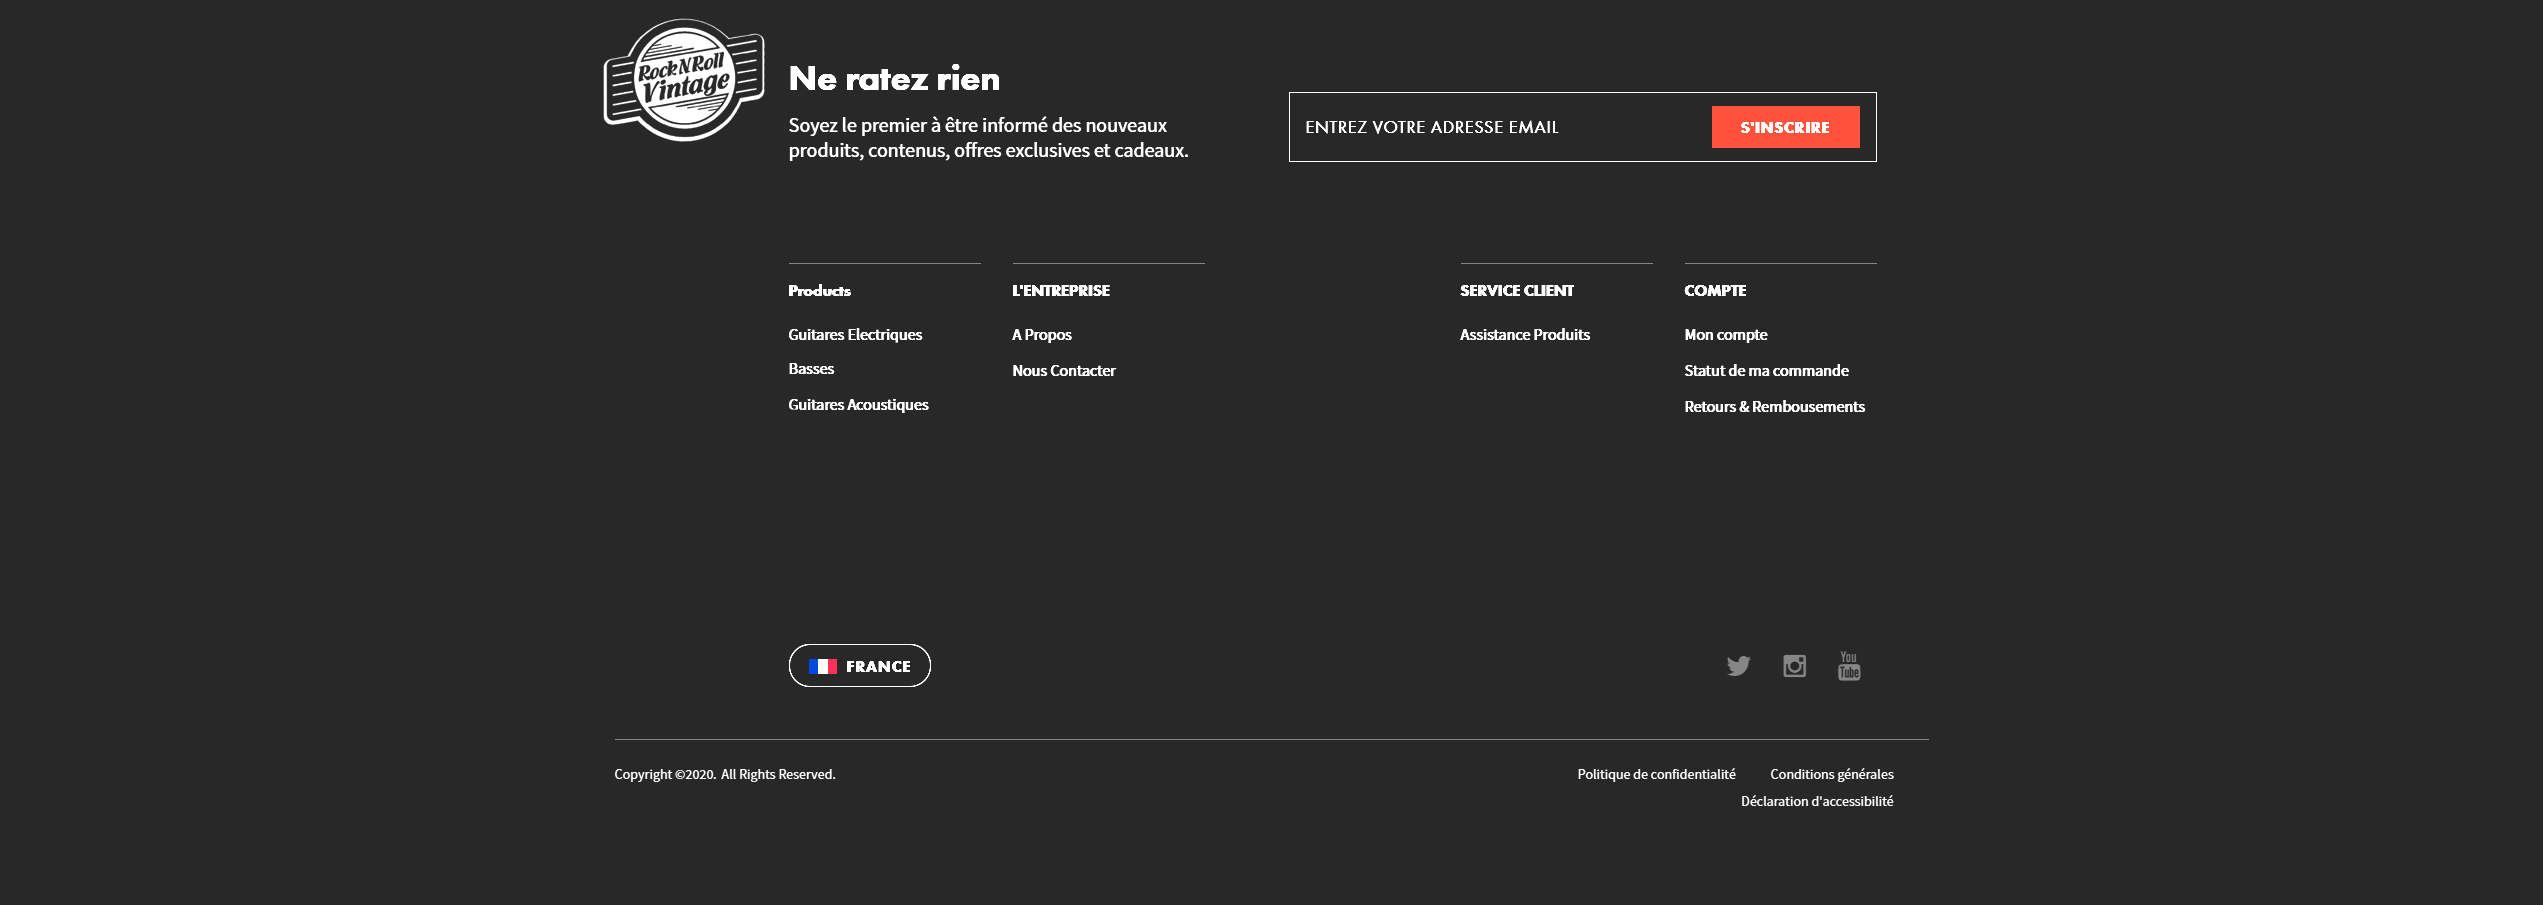 Rock N Roll
Vintage
Ne ratez rien
Soyez le premier à être informé des nouveaux
produits, contenus, offres exclusives et cadeaux.
ENTREZ VOTRE ADRESSE EMAIL
S'INSCRIRE
Products
Guitares Electriques
Basses
Guitares Acoustiques
L'ENTREPRISE
A Propos
Nous Contacter
SERVICE CLIENT
Assistance Produits
COMPTE
Mon compte
Statut de ma commande
Retours & Rembousements
FRANCE
You
Tube
Copyright ©2020. All Rights Reserved.
Politique de confidentialité
Conditions générales
Déclaration d'accessibilité